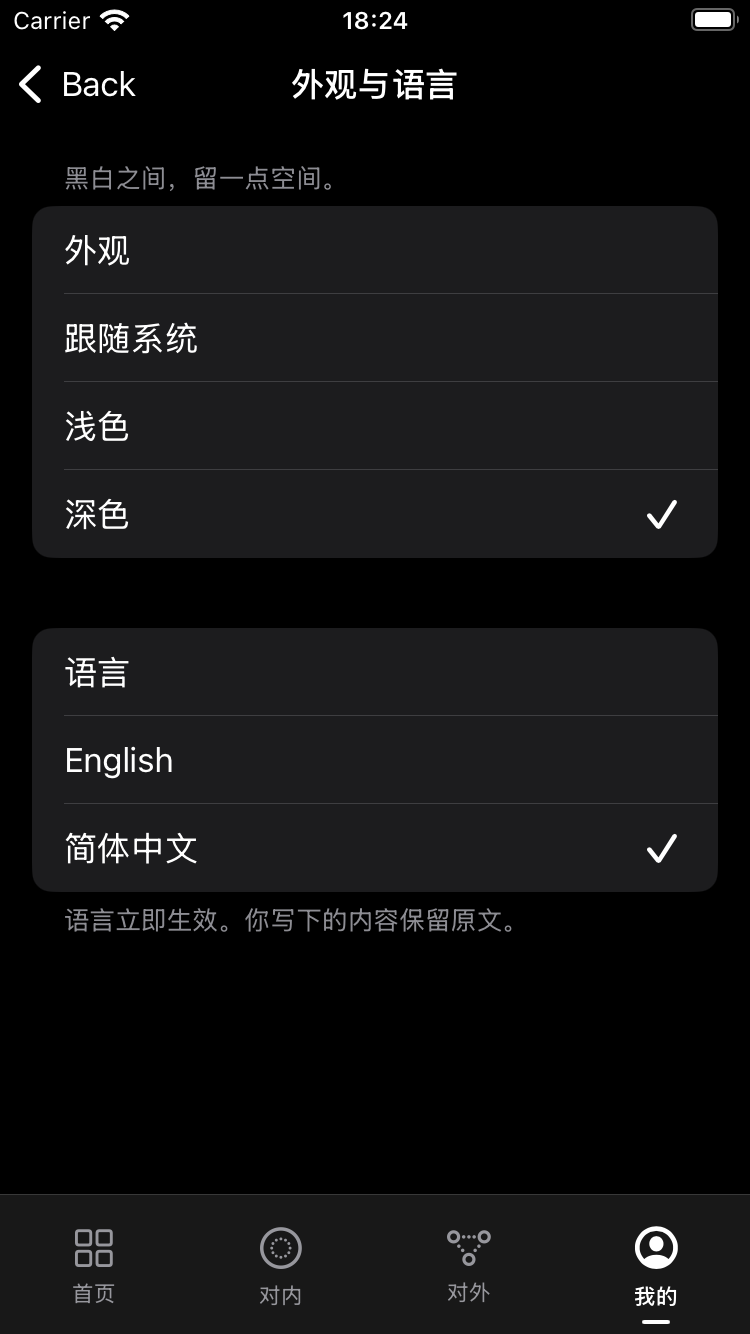 Carrier 18:24
Back 外观与语言
黑白之间，留一点空间。
外观
跟随系统
浅色
深色
语言
English
简体中文
语言立即生效。你写下的内容保留原文。
首页 对内 对外 我的